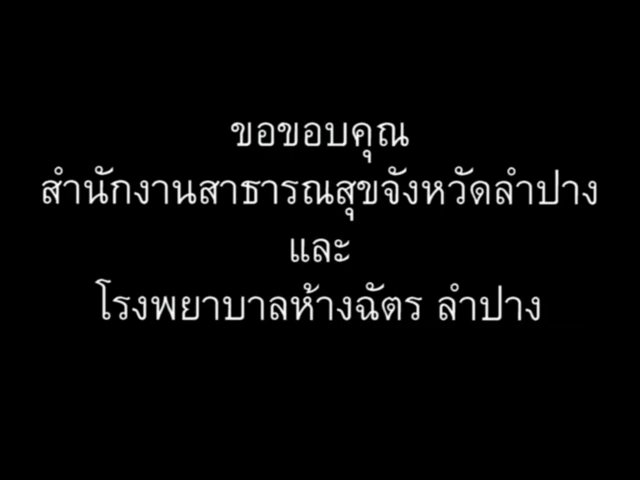 ขอขอบคุณ
สำนักงานสาธารณสุขจังหวัดลำปาง
และ
โรงพยาบาลห้างฉัตร ลำปาง